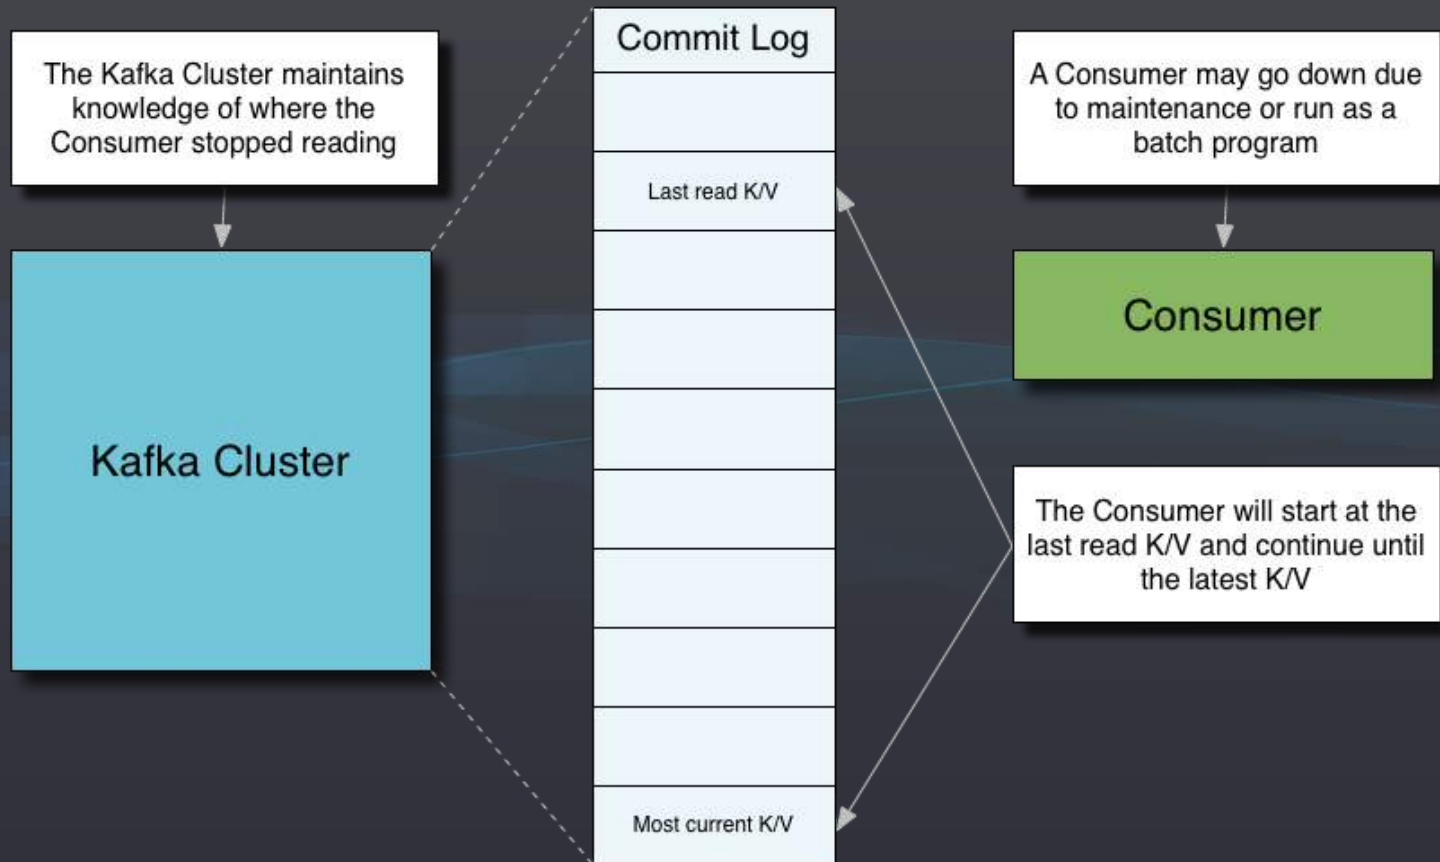 The Kafka Cluster maintains
knowledge of where the
Consumer stopped reading
Kafka Cluster
Commit Log
Last read K/V
Most current K/V
A Consumer may go down due
to maintenance or run as a
batch program
Consumer
The Consumer will start at the
last read K/V and continue until
the latest K/V